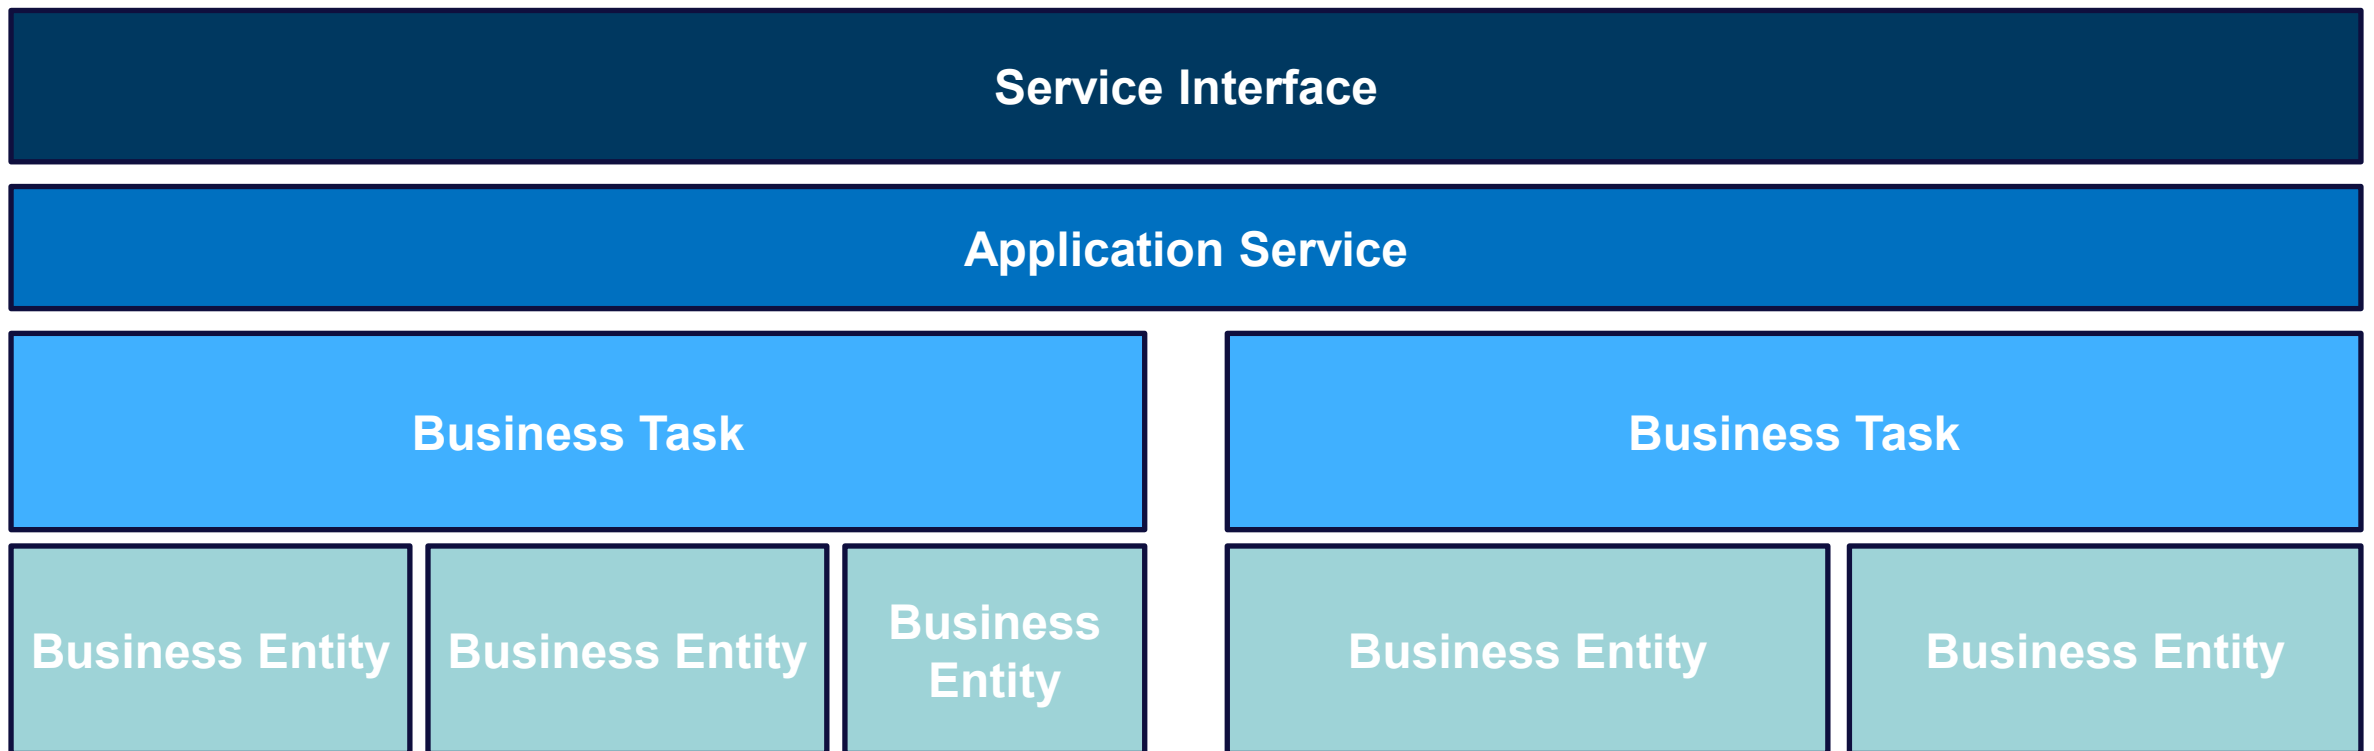 Service Interface
Application Service
Business Task
Business Task
Business Entity
Business Entity
Business
Entity
Business Entity
Business Entity